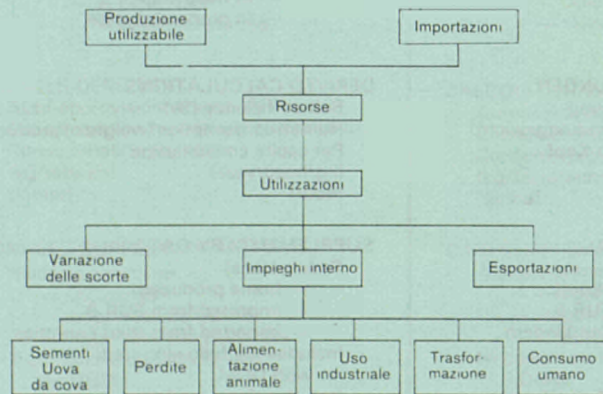 Produzione
utilizzabile
Importazioni
Risorse
Utilizzazioni
Variazione
delle scorte
Impieghi interno
Esportazioni
Sementi
Uova
da cova
Perdite
Alimen-
tazione
animale
Uso
industriale
Trasfor-
mazione
Consumo
umano